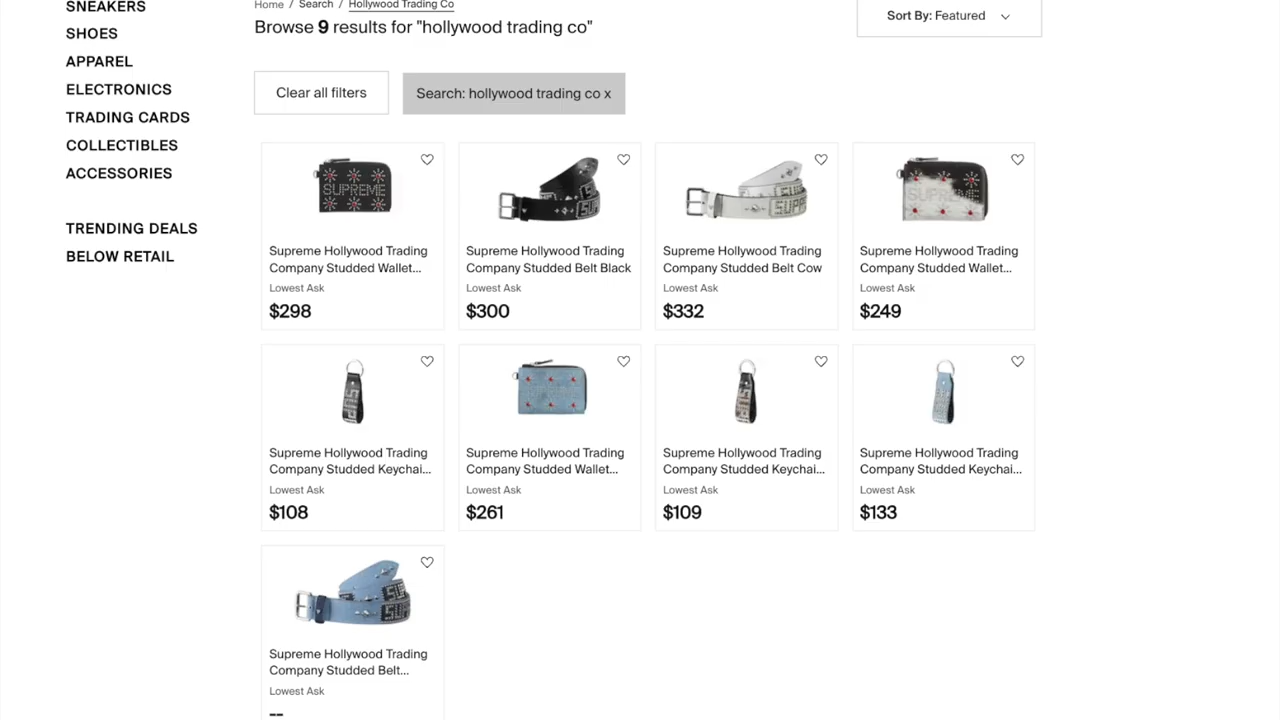 SNEAKERS
SHOES
APPAREL
ELECTRONICS
TRADING CARDS
COLLECTIBLES
ACCESSORIES
TRENDING DEALS
BELOW RETAIL
Home / Search / Hollywood Trading Co
Browse 9 results for "hollywood trading co"
Sort By: Featured
Clear all filters
Search: hollywood trading co x
SUPREME
Supreme Hollywood Trading
Company Studded Wallet...
Lowest Ask
$298
Supreme Hollywood Trading
Company Studded Belt Black
Lowest Ask
$300
SUPR
Supreme Hollywood Trading
Company Studded Belt Cow
Lowest Ask
$332
SUPREME
Supreme Hollywood Trading
Company Studded Wallet...
Lowest Ask
$249
Supreme Hollywood Trading
Company Studded Keychai...
Lowest Ask
$108
Supreme Hollywood Trading
Company Studded Wallet...
Lowest Ask
$261
Supreme Hollywood Trading
Company Studded Keychai...
Lowest Ask
$109
Supreme Hollywood Trading
Company Studded Keychai...
Lowest Ask
$133
Supreme Hollywood Trading
Company Studded Belt...
Lowest Ask
--